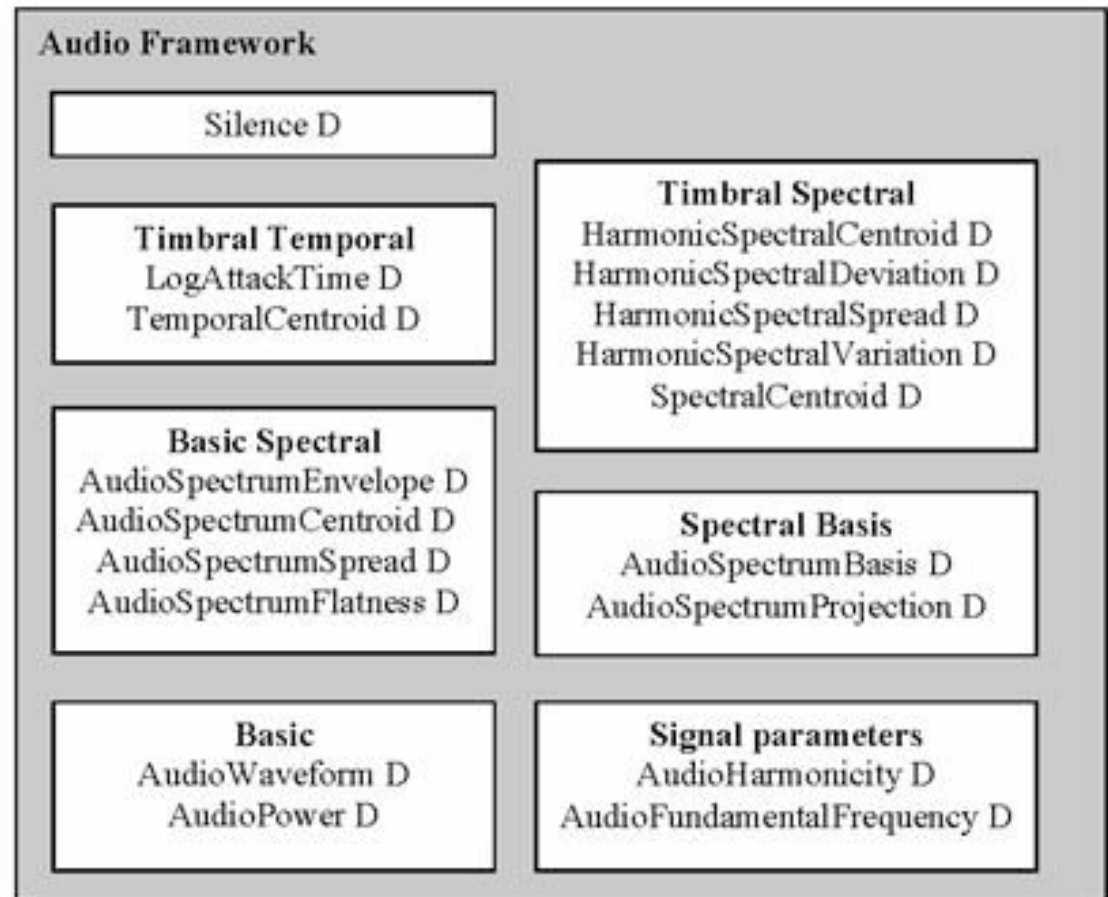 Audio Framework
Silence D
Timbral Temporal
LogAttackTime D
TemporalCentroid D
Basic Spectral
AudioSpectrumEnvelope D
AudioSpectrumCentroid D
AudioSpectrumSpread D
AudioSpectrumFlatness D
Basic
AudioWaveform D
AudioPower D
Timbral Spectral
HarmonicSpectralCentroid D
HarmonicSpectralDeviation D
HarmonicSpectralSpread D
HarmonicSpectralVariation D
SpectralCentroid D
Spectral Basis
AudioSpectrumBasis D
AudioSpectrumProjection D
Signal parameters
AudioHarmonicity D
AudioFundamentalFrequency D